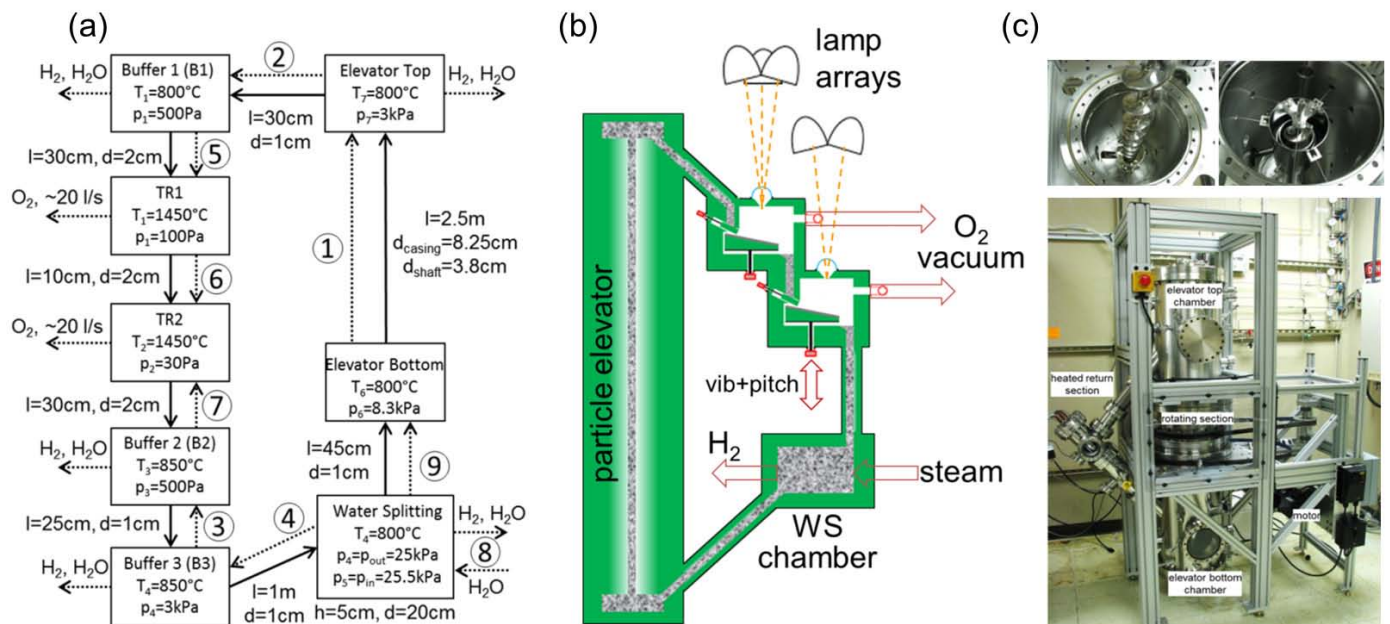 (a)
H₂, H₂O
Buffer 1 (B1)
T₁=800°C
p₁=500Pa
②
Elevator Top
T₇=800°C
p₇=3kPa
H₂, H₂O
l=30cm
d=1cm
l=30cm, d=2cm
⑤
O₂, ~20 l/s
TR1
T₁=1450°C
p₁=100Pa
①
l=2.5m
d_casing=8.25cm
d_shaft=3.8cm
l=10cm, d=2cm
⑥
O₂, ~20 l/s
TR2
T₂=1450°C
p₂=30Pa
l=30cm, d=2cm
⑦
Elevator Bottom
T₆=800°C
p₆=8.3kPa
H₂, H₂O
Buffer 2 (B2)
T₃=850°C
p₃=500Pa
l=45cm
d=1cm
⑨
l=25cm, d=1cm
③
④
Water Splitting
T₄=800°C
p₄=pout=25kPa
p₅=pin=25.5kPa
H₂, H₂O
⑧
H₂O
H₂, H₂O
Buffer 3 (B3)
T₄=850°C
p₄=3kPa
l=1m
d=1cm
h=5cm, d=20cm
(b)
lamp
arrays
particle elevator
O₂
vacuum
vib+pitch
H₂
steam
WS
chamber
(c)
elevator top
chamber
heated return
section
rotating section
motor
elevator bottom
chamber